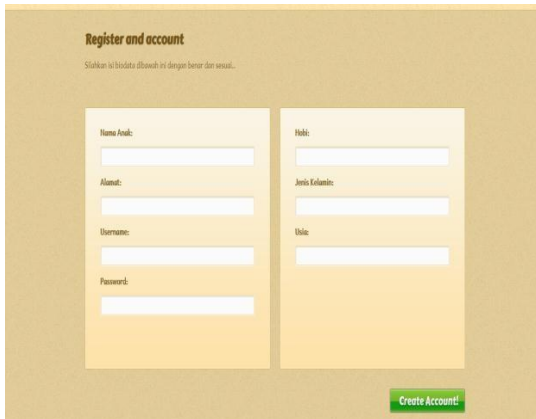 Register and account
Silahkan isi biodata dibawah ini dengan benar dan sesuai..
Nama Anak:
Alamat:
Username:
Password:
Hobi:
Jenis Kelamin:
Usia:
Create Account!